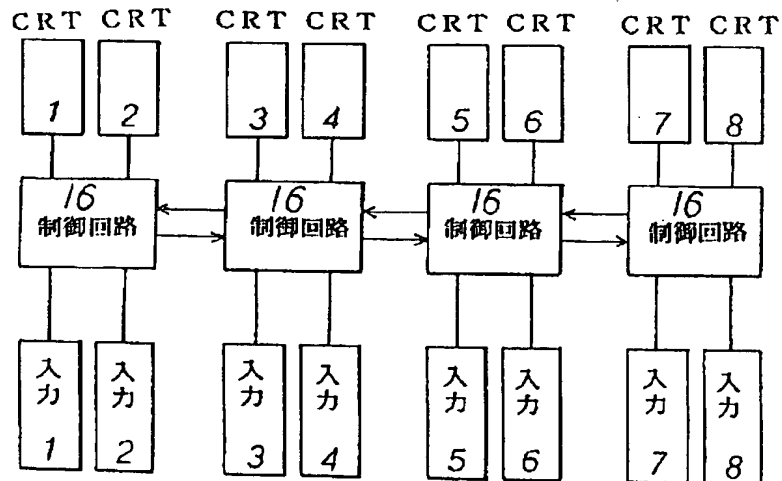 CRT CRT CRT CRT CRT CRT CRT CRT
1 2 3 4 5 6 7 8
16 16 16 16
制御回路 制御回路 制御回路 制御回路
入力 入力 入力 入力 入力 入力 入力 入力
1 2 3 4 5 6 7 8